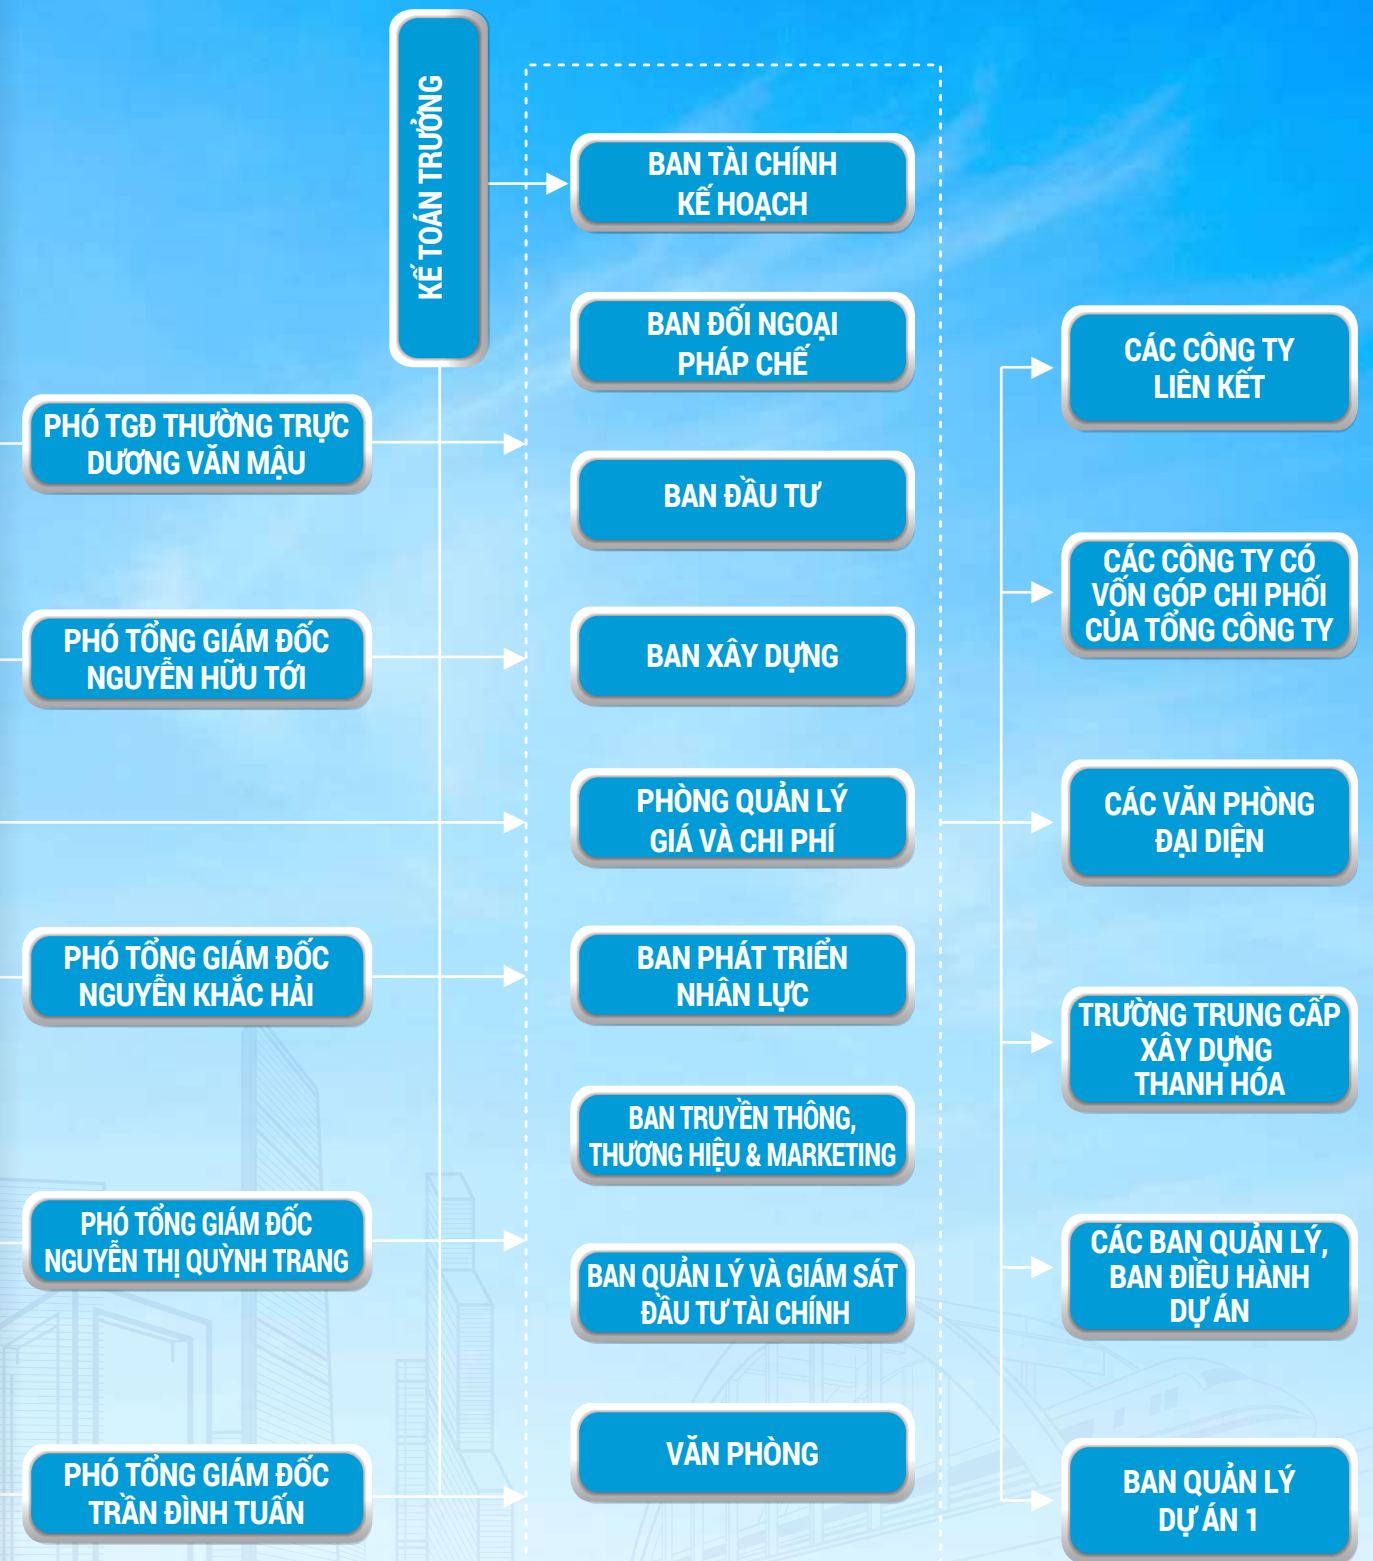 KẾ TOÁN TRƯỞNG
PHÓ TGĐ THƯỜNG TRỰC
DƯƠNG VĂN MẬU
PHÓ TỔNG GIÁM ĐỐC
NGUYỄN HỮU TỚI
PHÓ TỔNG GIÁM ĐỐC
NGUYỄN KHẮC HẢI
PHÓ TỔNG GIÁM ĐỐC
NGUYỄN THỊ QUỲNH TRANG
PHÓ TỔNG GIÁM ĐỐC
TRẦN ĐÌNH TUẤN
BAN TÀI CHÍNH
KẾ HOẠCH
BAN ĐỐI NGOẠI
PHÁP CHẾ
BAN ĐẦU TƯ
BAN XÂY DỰNG
PHÒNG QUẢN LÝ
GIÁ VÀ CHI PHÍ
BAN PHÁT TRIỂN
NHÂN LỰC
BAN TRUYỀN THÔNG,
THƯƠNG HIỆU & MARKETING
BAN QUẢN LÝ VÀ GIÁM SÁT
ĐẦU TƯ TÀI CHÍNH
VĂN PHÒNG
CÁC CÔNG TY
LIÊN KẾT
CÁC CÔNG TY CÓ
VỐN GÓP CHI PHỐI
CỦA TỔNG CÔNG TY
CÁC VĂN PHÒNG
ĐẠI DIỆN
TRƯỜNG TRUNG CẤP
XÂY DỰNG
THANH HÓA
CÁC BAN QUẢN LÝ,
BAN ĐIỀU HÀNH
DỰ ÁN
BAN QUẢN LÝ
DỰ ÁN 1